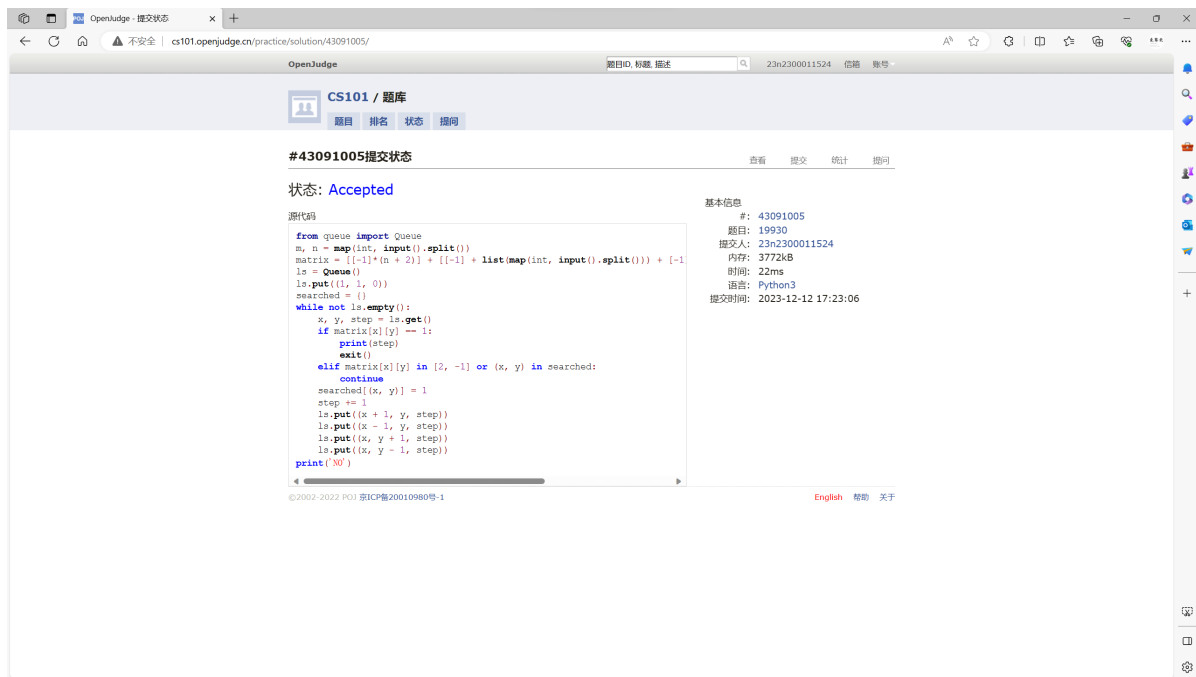 OpenJudge - 提交状态
不安全 cs101.openjudge.cn/practice/solution/43091005/
OpenJudge 题目ID, 标题, 描述 23n2300011524 信箱 账号
CS101 / 题库
题目 排名 状态 提问
#43091005提交状态 查看 提交 统计 提问
状态: Accepted
源代码
from queue import Queue
m, n = map(int, input().split())
matrix = [[-1]*(n + 2)] + [[-1] + list(map(int, input().split())) + [-1
ls = Queue()
ls.put((1, 1, 0))
searched = {}
while not ls.empty():
    x, y, step = ls.get()
    if matrix[x][y] == 1:
        print(step)
        exit()
    elif matrix[x][y] in [2, -1] or (x, y) in searched:
        continue
    searched[(x, y)] = 1
    step += 1
    ls.put((x + 1, y, step))
    ls.put((x - 1, y, step))
    ls.put((x, y + 1, step))
    ls.put((x, y - 1, step))
print('NO')
基本信息
#: 43091005
题目: 19930
提交人: 23n2300011524
内存: 3772kB
时间: 22ms
语言: Python3
提交时间: 2023-12-12 17:23:06
©2002-2022 POJ 京ICP备20010980号-1 English 帮助 关于